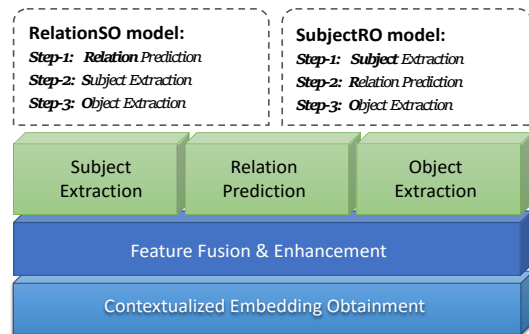 RelationSO model:
Step-1: Relation Prediction
Step-2: Subject Extraction
Step-3: Object Extraction
SubjectRO model:
Step-1: Subject Extraction
Step-2: Relation Prediction
Step-3: Object Extraction
Subject
Extraction
Relation
Prediction
Object
Extraction
Feature Fusion & Enhancement
Contextualized Embedding Obtainment